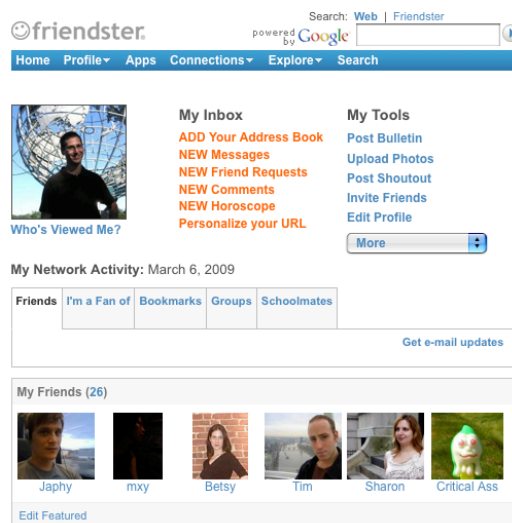 Search: Web | Friendster
friendster.
powered by Google
Home Profile Apps Connections Explore Search
My Inbox
ADD Your Address Book
NEW Messages
NEW Friend Requests
NEW Comments
NEW Horoscope
Personalize your URL
My Tools
Post Bulletin
Upload Photos
Post Shoutout
Invite Friends
Edit Profile
More
Who's Viewed Me?
My Network Activity: March 6, 2009
Friends I'm a Fan of Bookmarks Groups Schoolmates
Get e-mail updates
My Friends (26)
Japhy mxy Betsy Tim Sharon Critical Ass
Edit Featured